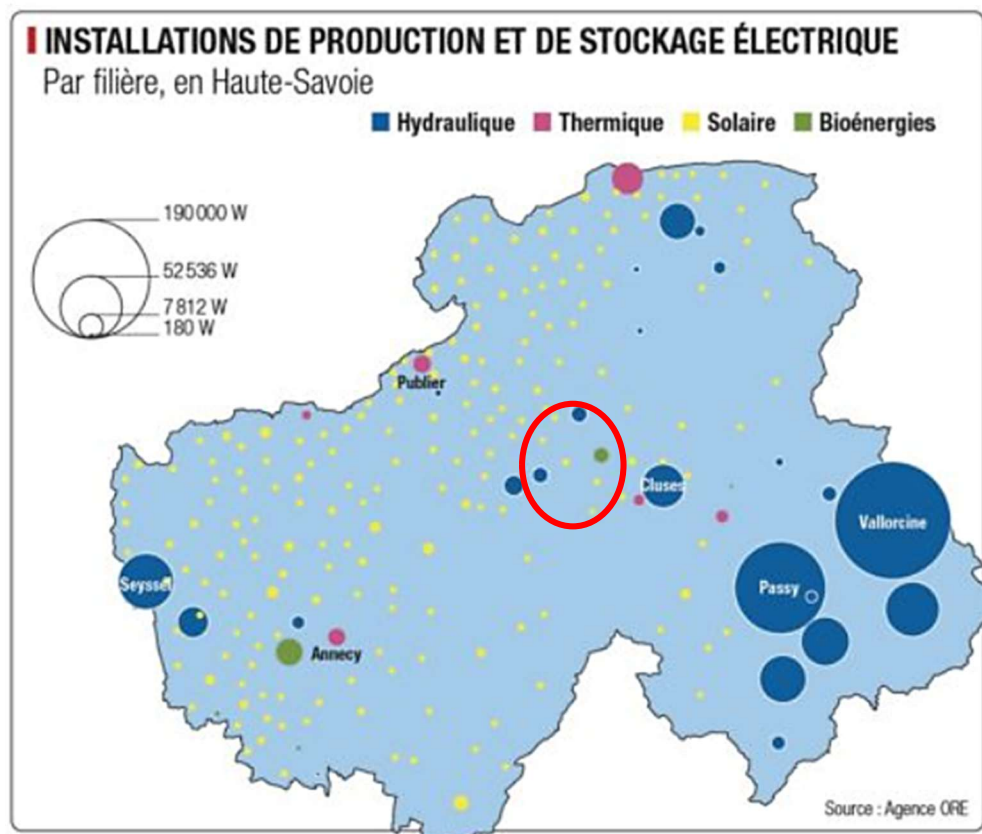 INSTALLATIONS DE PRODUCTION ET DE STOCKAGE ÉLECTRIQUE
Par filière, en Haute-Savoie
Hydraulique Thermique Solaire Bioénergies
190 000 W
52 536 W
7 812 W
180 W
Publier
Cluses
Vallorcine
Seyssel
Passy
Annecy
Source : Agence ORE